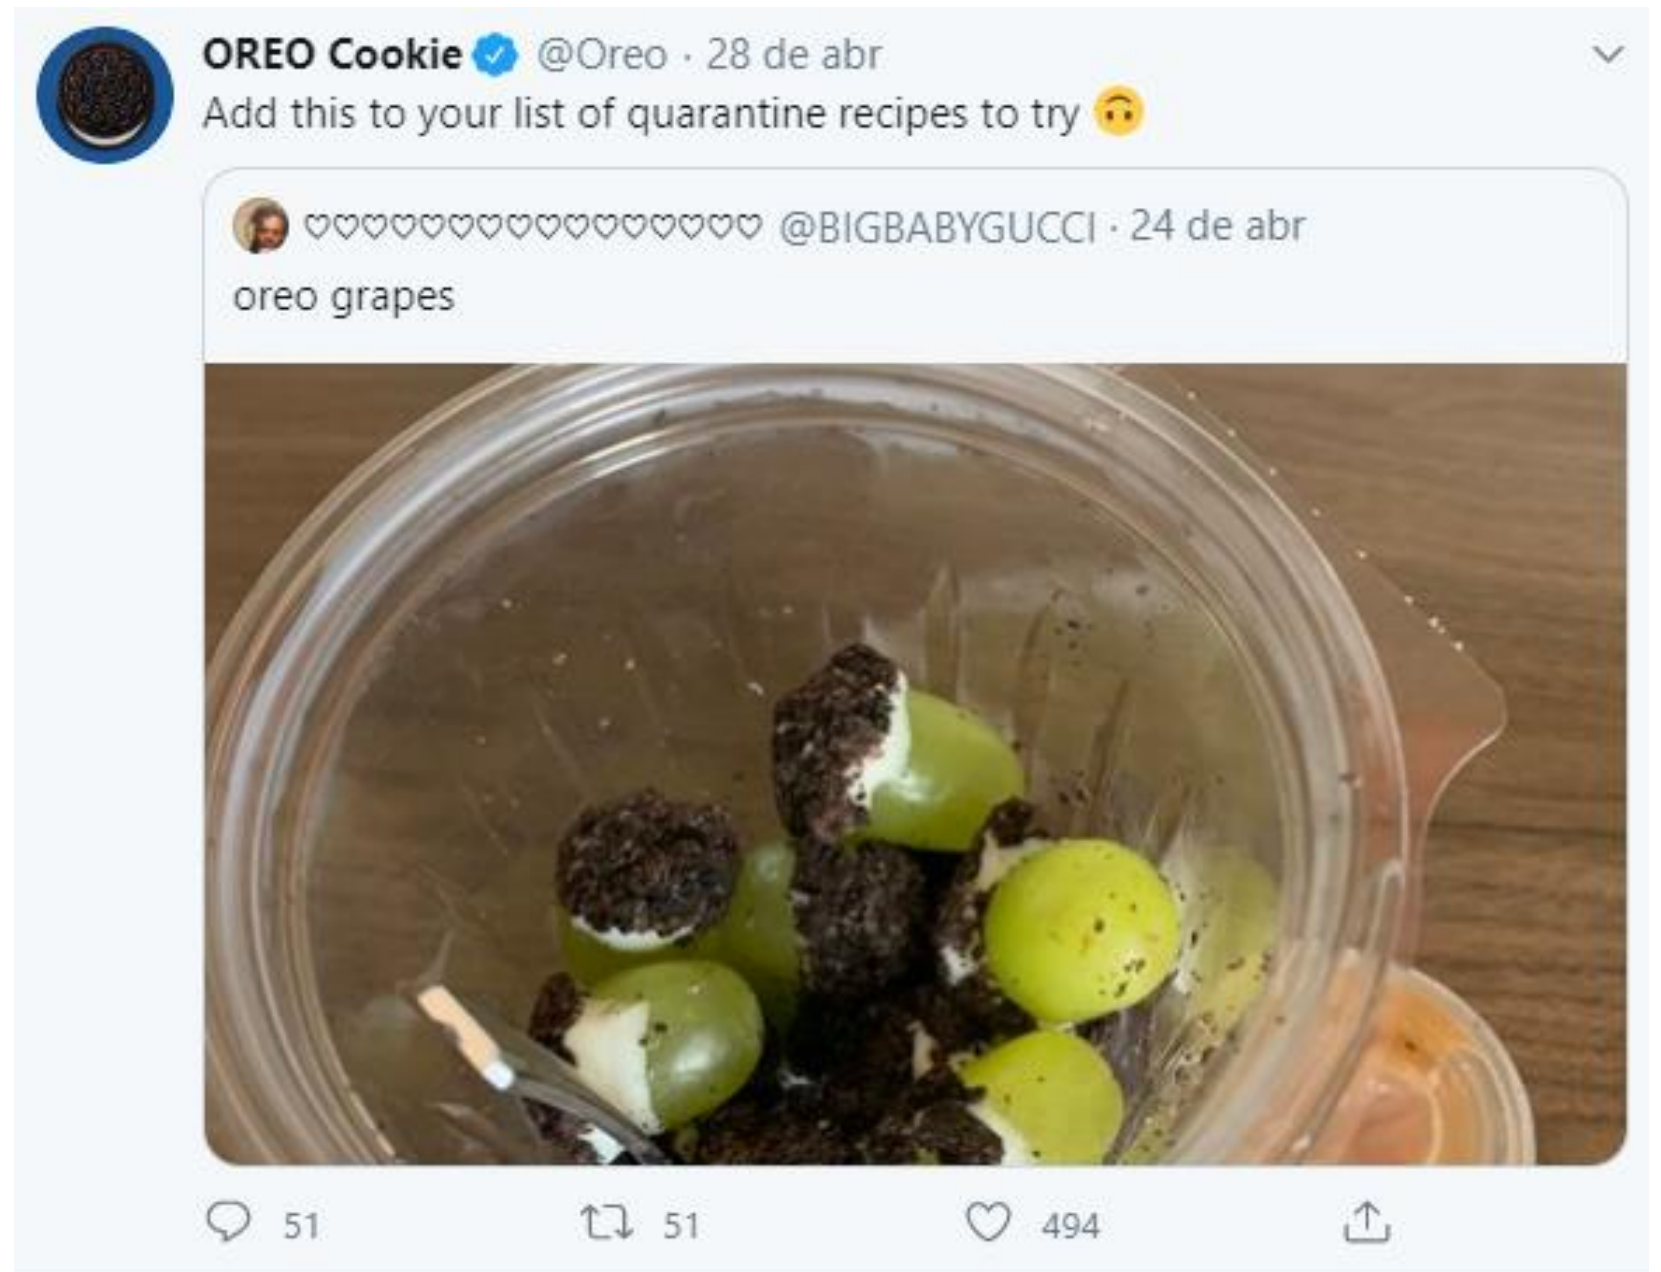 OREO Cookie @Oreo · 28 de abr
Add this to your list of quarantine recipes to try 🙃
♡♡♡♡♡♡♡♡♡♡♡♡♡♡♡♡ @BIGBABYGUCCI · 24 de abr
oreo grapes
51 51 494